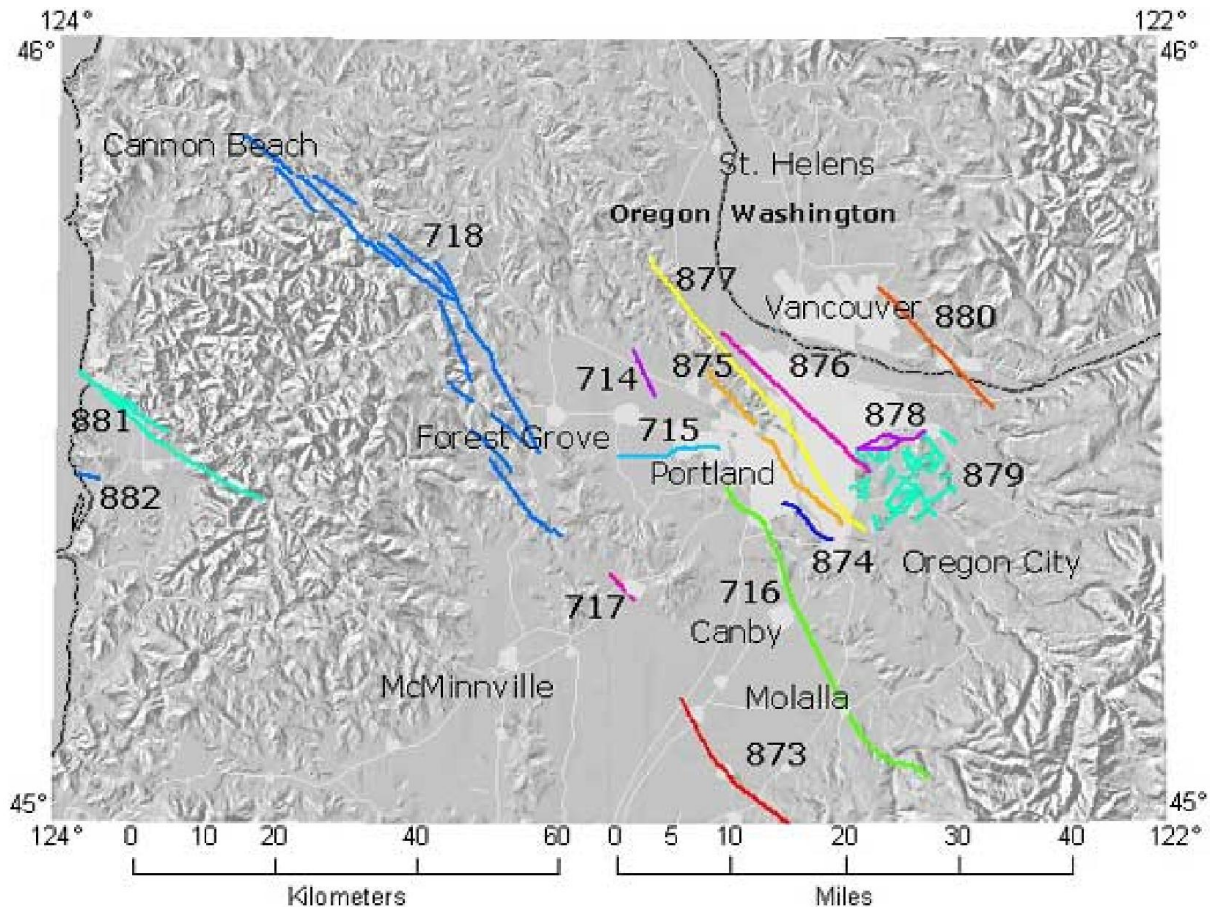 124° 122°
46° 46°
Cannon Beach
St. Helens
Oregon Washington
718
877
Vancouver
880
875 876
714
881
878
Forest Grove 715
Portland
879
882
874 Oregon City
716
717
Canby
McMinnville
Molalla
873
45° 45°
124° 0 10 20 40 60 0 5 10 20 30 40 122°
Kilometers Miles